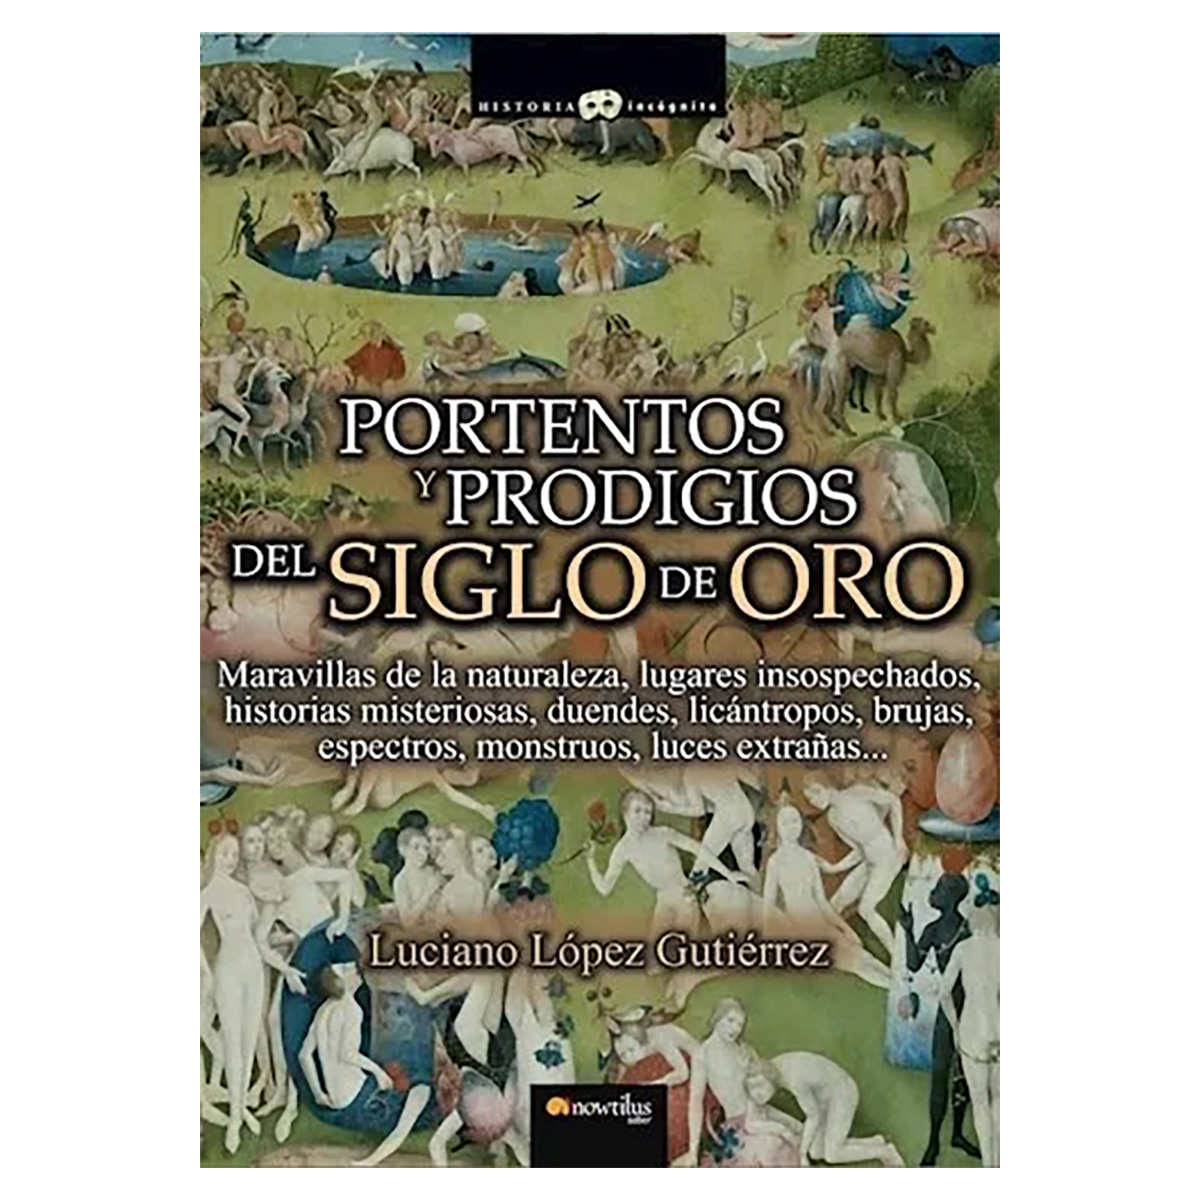 HISTORIA incógnita
PORTENTOS
Y PRODIGIOS
DEL SIGLO DE ORO
Maravillas de la naturaleza, lugares insospechados,
historias misteriosas, duendes, licántropos, brujas,
espectros, monstruos, luces extrañas...
Luciano López Gutiérrez
nowtilus
saber